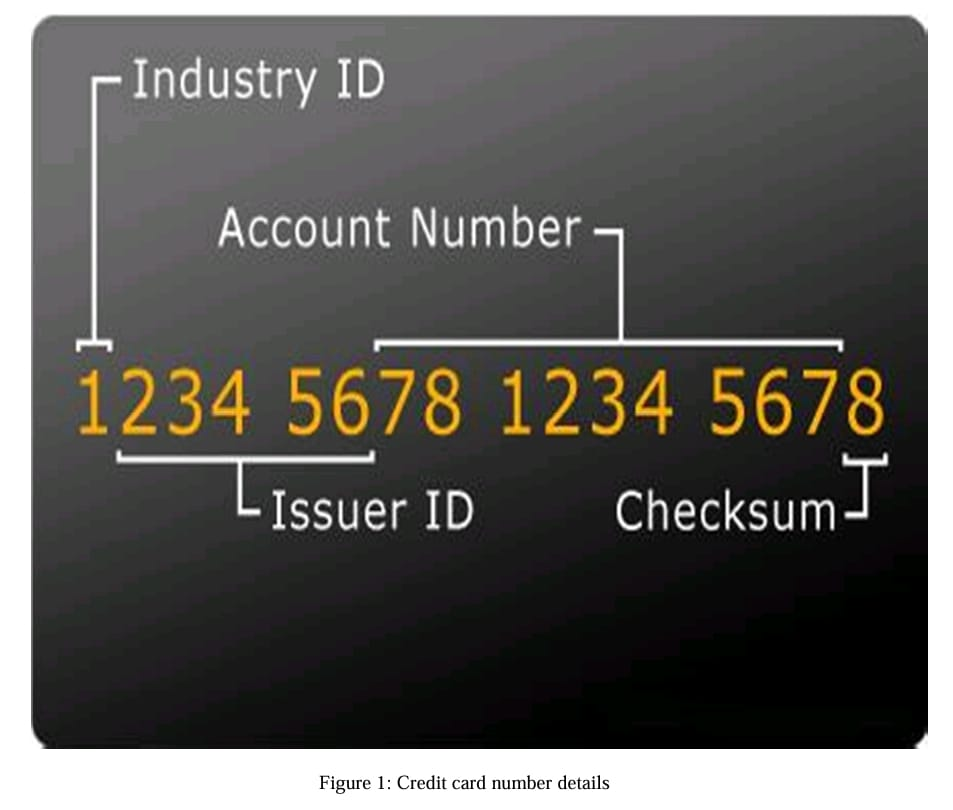 Industry ID
Account Number
1234 5678 1234 5678
Issuer ID
Checksum
Figure 1: Credit card number details